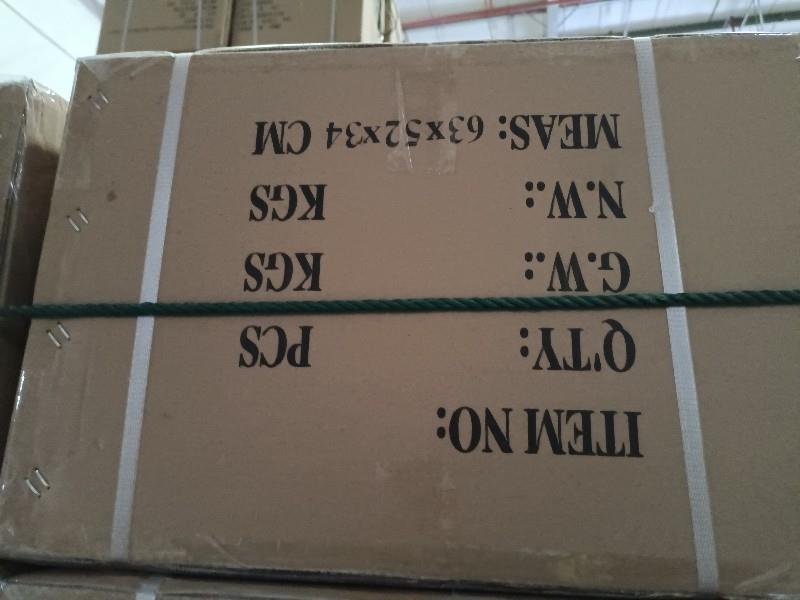 ITEM NO:
Q'TY: PCS
G.W.: KGS
N.W.: KGS
MEAS: 63x52x34 CM